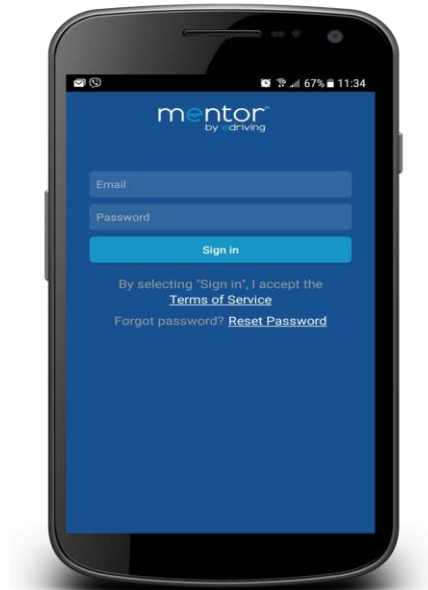 67% 11:34
mentor
by edriving
Email
Password
Sign in
By selecting "Sign in", I accept the
Terms of Service
Forgot password? Reset Password